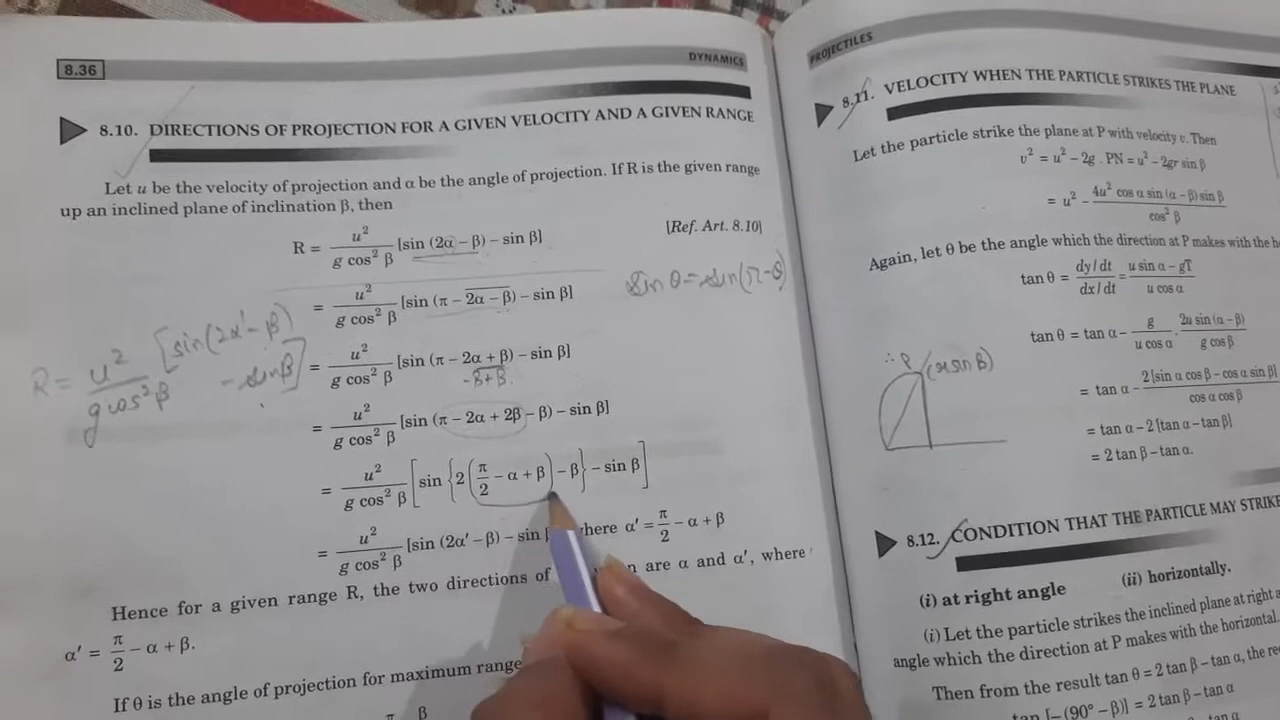 8.36
DYNAMICS
8.10. DIRECTIONS OF PROJECTION FOR A GIVEN VELOCITY AND A GIVEN RANGE
Let u be the velocity of projection and α be the angle of projection. If R is the given range
up an inclined plane of inclination β, then
R = u² / g cos² β [sin (2α – β) – sin β] [Ref. Art. 8.10]
sin θ = sin(π-θ)
= u² / g cos² β [sin (π – 2α – β) – sin β]
R = u² / g cos² β [sin(2α' - β) - sin β]
= u² / g cos² β [sin (π – 2α + β) – sin β]
-β+β.
= u² / g cos² β [sin (π – 2α + 2β – β) – sin β]
= u² / g cos² β [sin {2(π/2 – α + β) – β} – sin β]
= u² / g cos² β [sin (2α' – β) – sin where α' = π/2 – α + β
Hence for a given range R, the two directions of are α and α', where
α' = π/2 – α + β.
If θ is the angle of projection for maximum range
π β
PROJECTILES
8.11. VELOCITY WHEN THE PARTICLE STRIKES THE PLANE
Let the particle strike the plane at P with velocity v. Then
v² = u² – 2g . PN = u² – 2gr sin β
= u² – 4u² cos α sin (α – β) sin β / cos² β
Again, let θ be the angle which the direction at P makes with the
tan θ = dy/dt / dx/dt = u sin α – gT / u cos α
tan θ = tan α – g / u cos α . 2u sin (α – β) / g cos β
∴ P (r sin β)
= tan α – 2 [sin α cos β – cos α sin β] / cos α cos β
= tan α – 2 [tan α – tan β]
= 2 tan β – tan α.
8.12. CONDITION THAT THE PARTICLE MAY STRIKE
(i) at right angle (ii) horizontally.
(i) Let the particle strikes the inclined plane at right
angle which the direction at P makes with the horizontal.
Then from the result tan θ = 2 tan β – tan α, the
tan [– (90° – β)] = 2 tan β – tan α